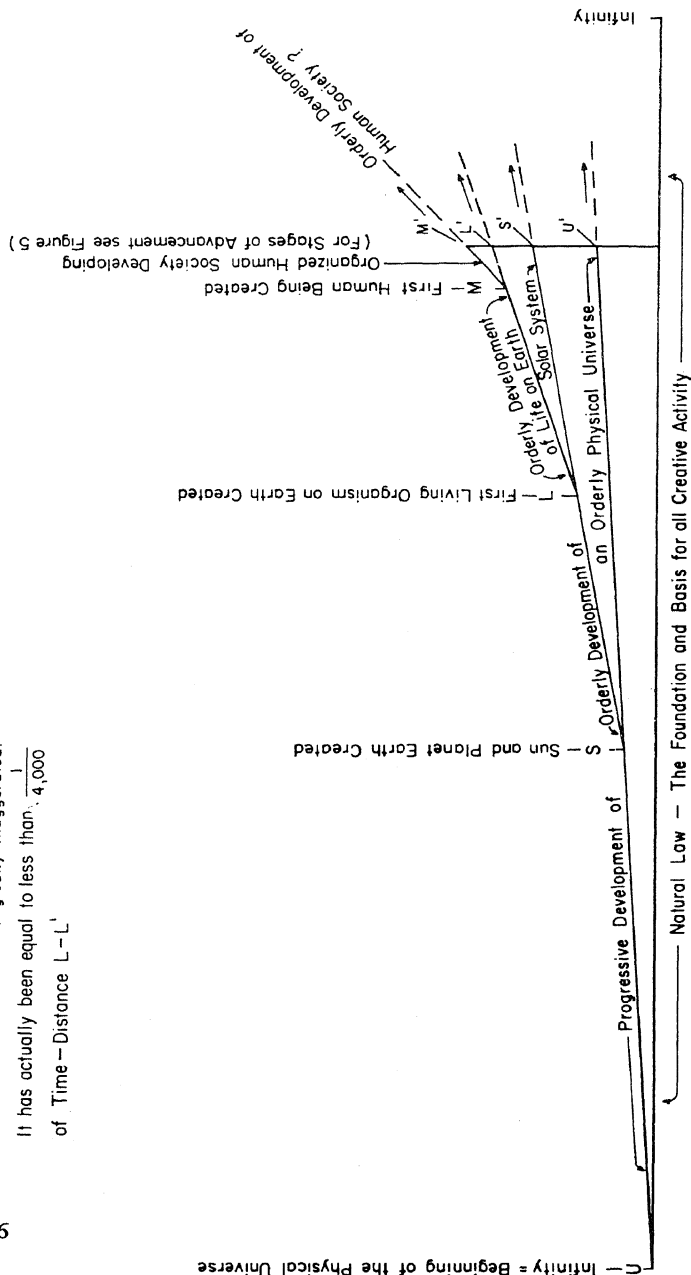 6
It has actually been equal to less than 1/4,000
of Time – Distance L – L'
Infinity = Beginning of the Physical Universe
U
Progressive Development of
an Orderly Physical Universe
S – Sun and Planet Earth Created
Orderly Development of
Solar System
L – First Living Organism on Earth Created
Orderly Development
of Life on Earth
M – First Human Being Created
Organized Human Society Developing
(For Stages of Advancement see Figure 5)
M'
L'
S'
U'
Orderly Development of
Human Society ?
Infinity
Natural Law – The Foundation and Basis for all Creative Activity